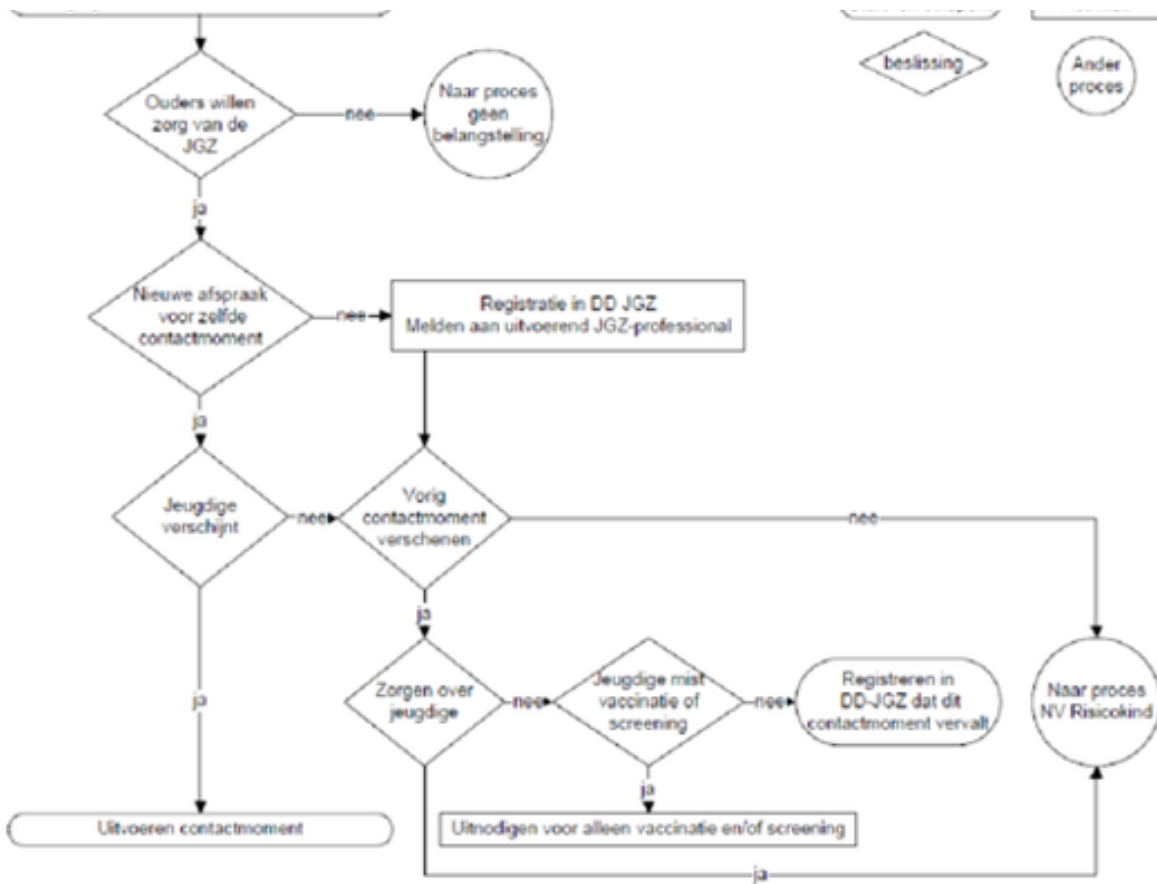 beslissing
Ander
proces
Ouders willen
zorg van de
JGZ
nee
Naar proces
geen
belangstelling
ja
Nieuwe afspraak
voor zelfde
contactmoment
nee
Registratie in DD JGZ
Melden aan uitvoerend JGZ-professional
ja
Jeugdige
verschijnt
nee
Vorig
contactmoment
verschenen
nee
ja
ja
Zorgen over
jeugdige
nee
Jeugdige mist
vaccinatie of
screening
nee
Registreren in
DD-JGZ dat dit
contactmoment vervalt
Naar proces
NV Risicokind
ja
Uitvoeren contactmoment
Uitnodigen voor alleen vaccinatie en/of screening
ja